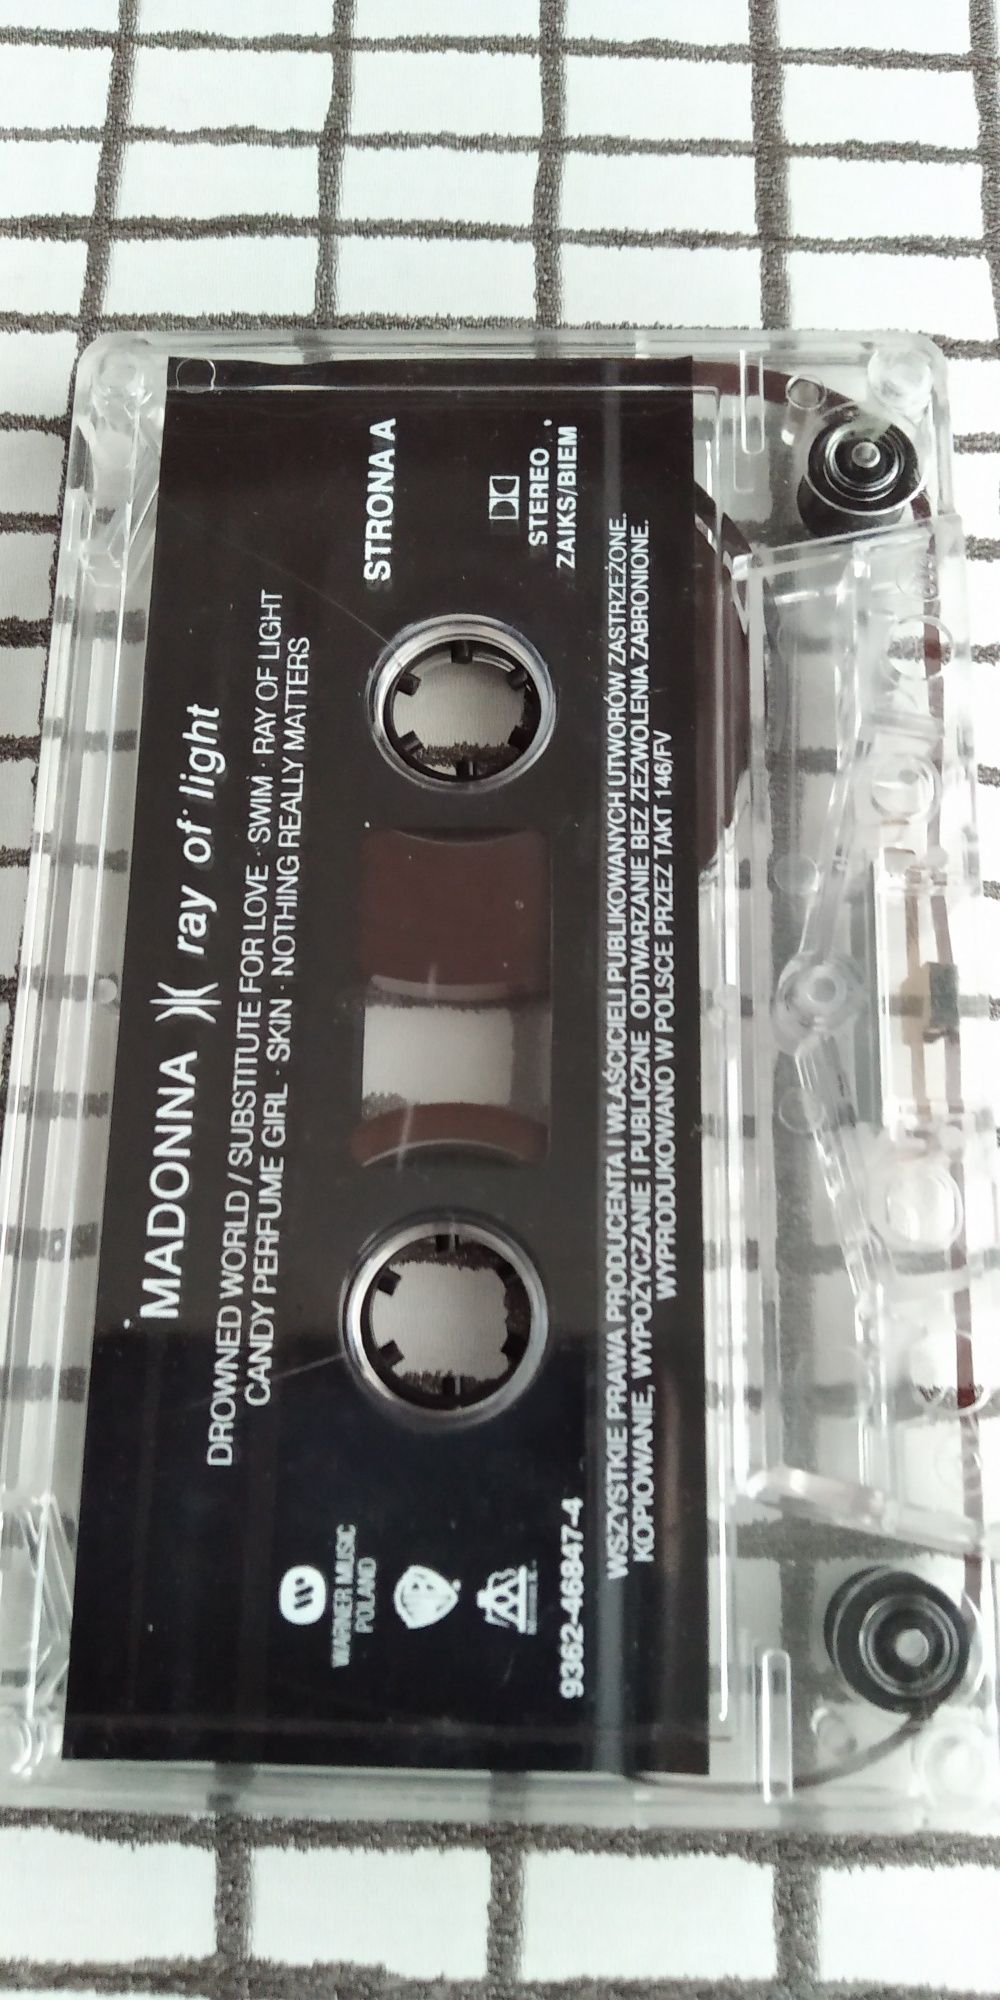 MADONNA ray of light
DROWNED WORLD / SUBSTITUTE FOR LOVE · SWIM · RAY OF LIGHT
CANDY PERFUME GIRL · SKIN · NOTHING REALLY MATTERS
STRONA A
WARNER MUSIC
POLAND
WB
STEREO
ZAIKS/BIEM
9362-46847-4
WSZYSTKIE PRAWA PRODUCENTA I WŁAŚCICIELI PUBLIKOWANYCH UTWORÓW ZASTRZEŻONE.
KOPIOWANIE, WYPOŻYCZANIE I PUBLICZNE ODTWARZANIE BEZ ZEZWOLENIA ZABRONIONE.
WYPRODUKOWANO W POLSCE PRZEZ TAKT 146/FV